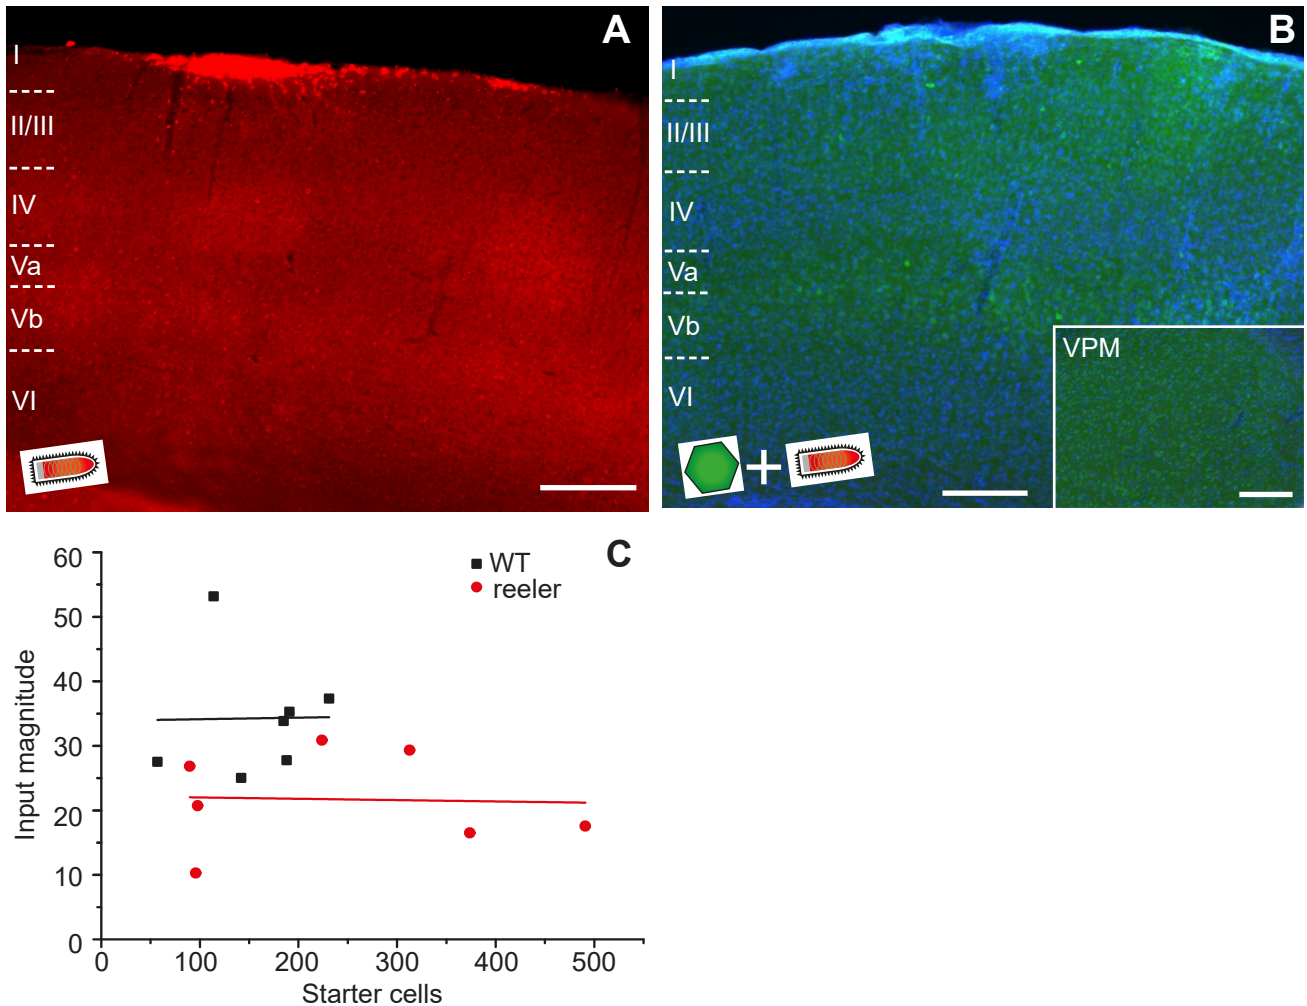 A
I
II/III
IV
Va
Vb
VI
B
I
II/III
IV
Va
Vb
VI
VPM
+
C
WT
reeler
60
50
40
30
20
10
0
Input magnitude
0 100 200 300 400 500
Starter cells